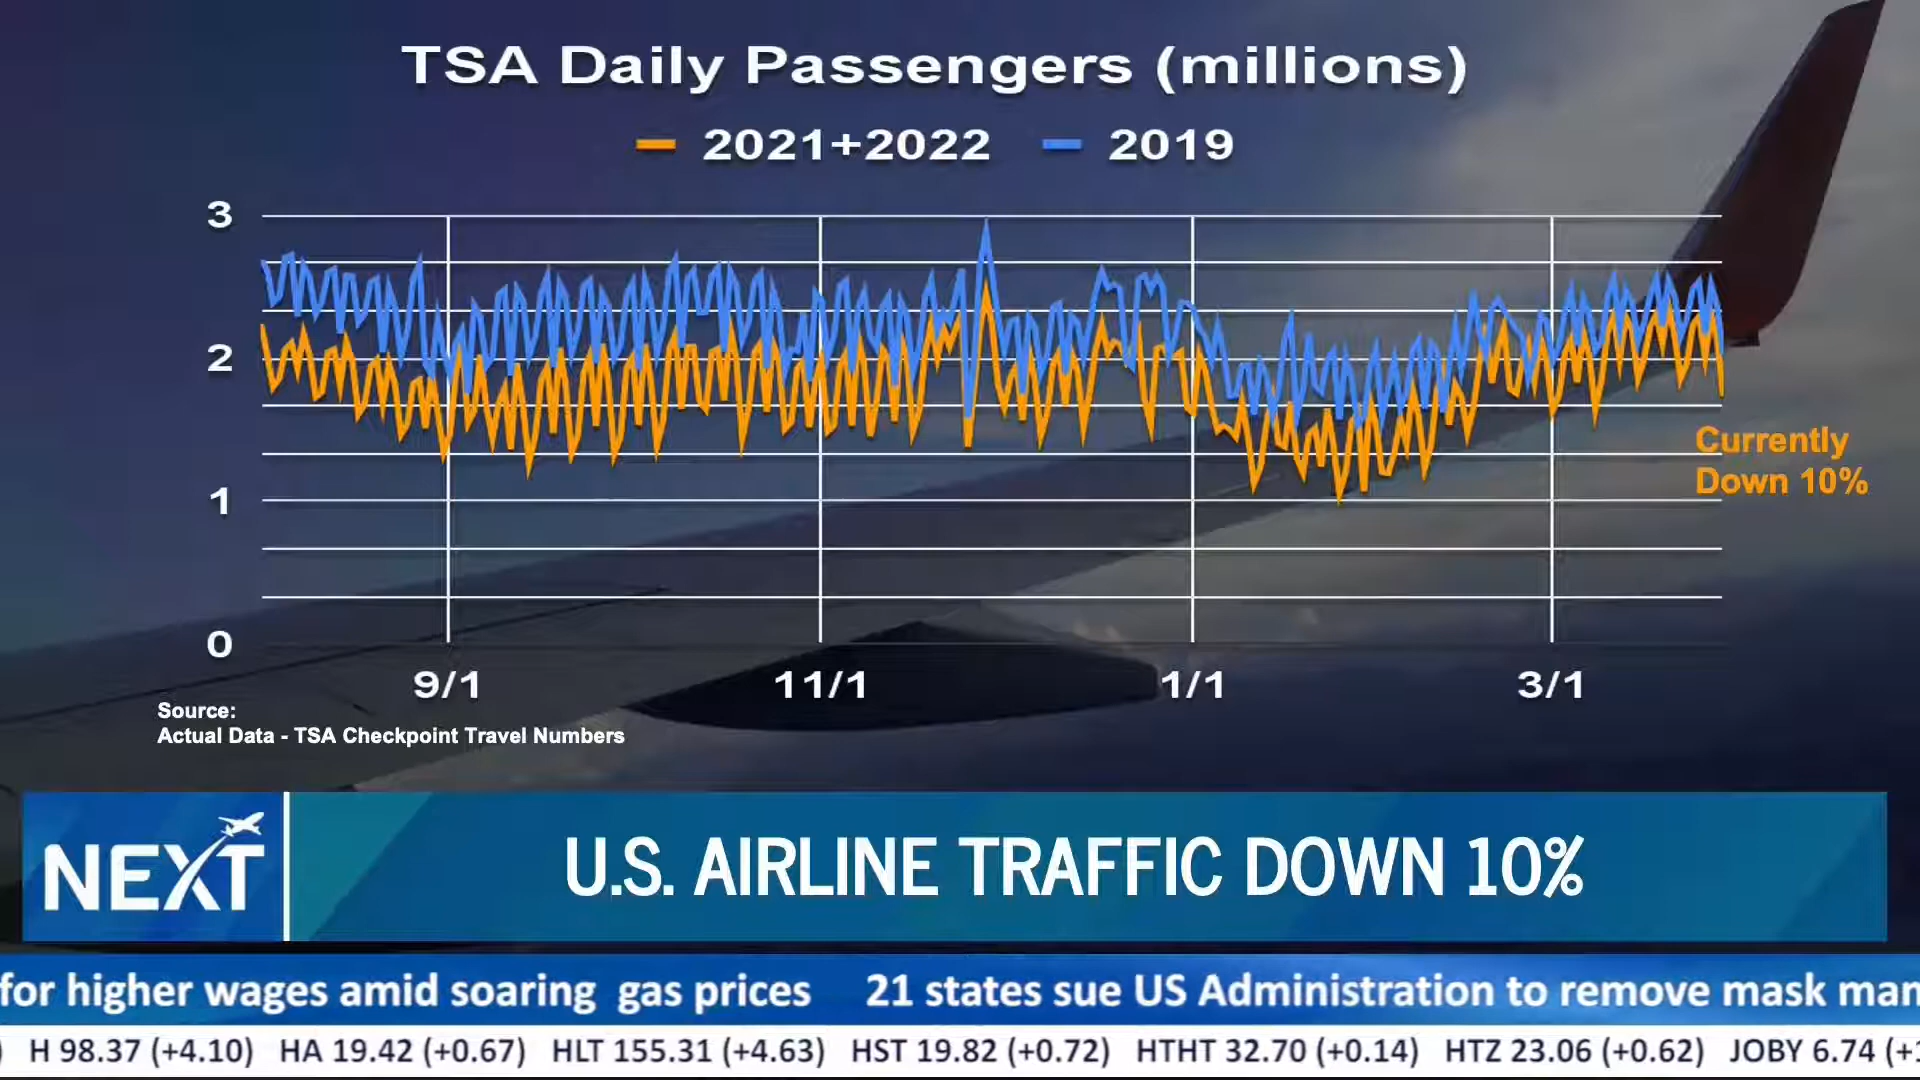 TSA Daily Passengers (millions)
2021+2022 2019
3
2
1
0
9/1 11/1 1/1 3/1
Currently
Down 10%
Source:
Actual Data - TSA Checkpoint Travel Numbers
NEXT
U.S. AIRLINE TRAFFIC DOWN 10%
for higher wages amid soaring gas prices 21 states sue US Administration to remove mask man
) H 98.37 (+4.10) HA 19.42 (+0.67) HLT 155.31 (+4.63) HST 19.82 (+0.72) HTHT 32.70 (+0.14) HTZ 23.06 (+0.62) JOBY 6.74 (+